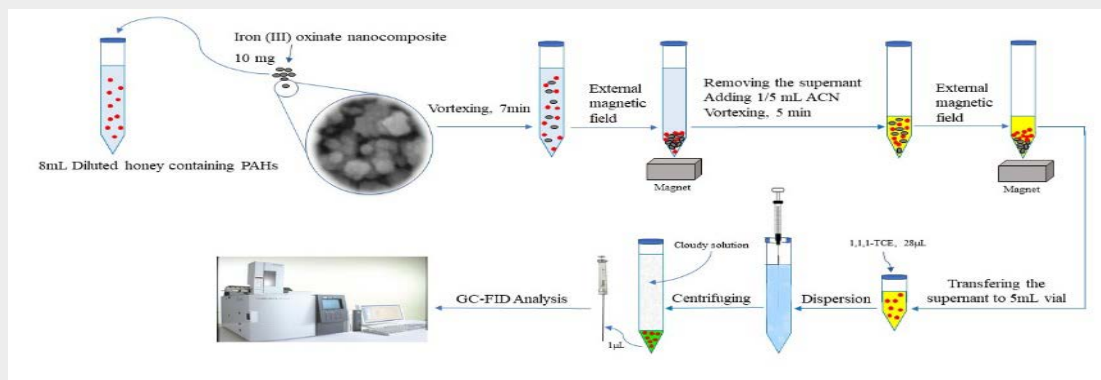 Iron (III) oxinate nanocomposite
10 mg
8mL Diluted honey containing PAHs
Vortexing, 7min
External
magnetic
field
Magnet
Removing the supernant
Adding 1/5 mL ACN
Vortexing, 5 min
External
magnetic
field
Magnet
Transfering the
supernant to 5mL vial
1,1,1-TCE, 28µL
Dispersion
Centrifuging
Cloudy solution
1µL
GC-FID Analysis